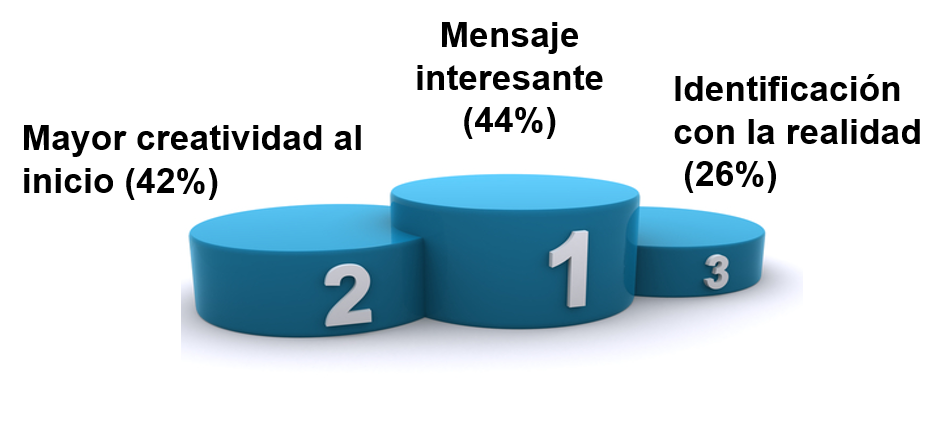 Mensaje
interesante
(44%)
Identificación
con la realidad
(26%)
Mayor creatividad al
inicio (42%)
2
1
3